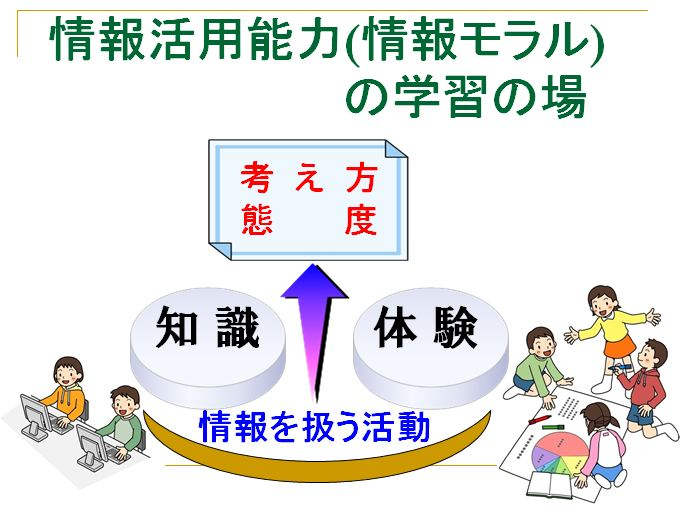 情報活用能力(情報モラル)
の学習の場
考え方
態度
知識
体験
情報を扱う活動